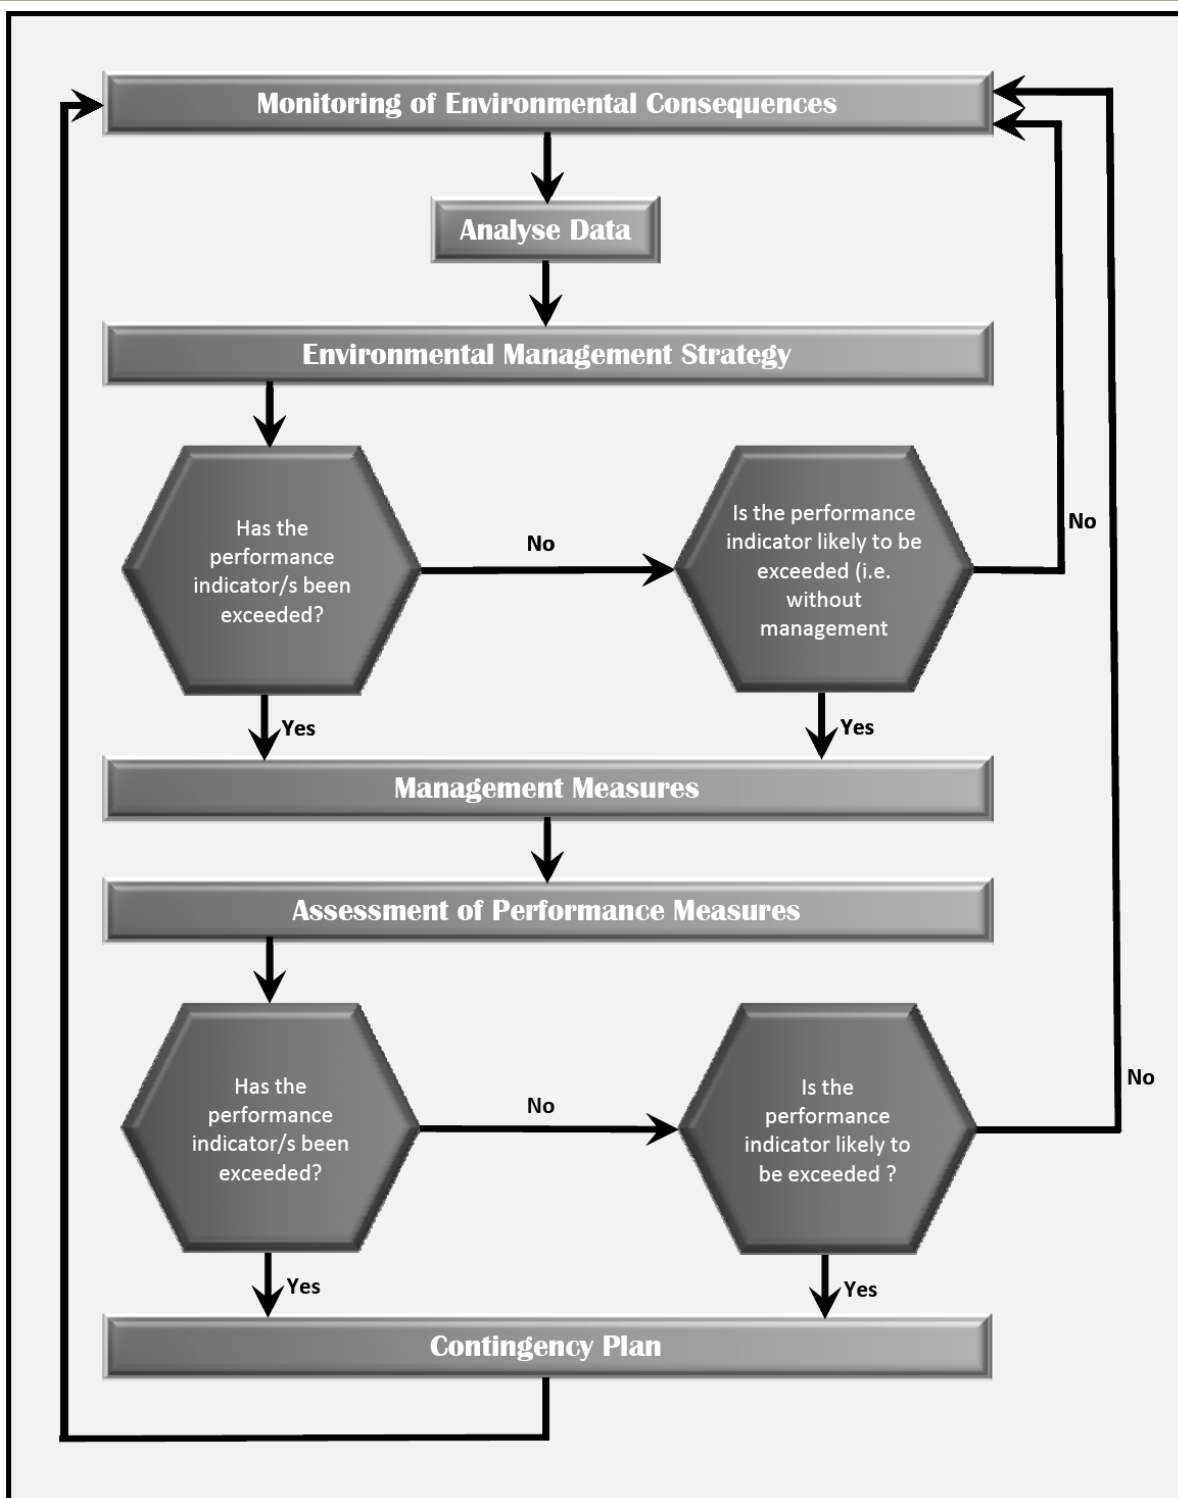 Monitoring of Environmental Consequences
Analyse Data
Environmental Management Strategy
Has the
performance
indicator/s been
exceeded?
No
Is the performance
indicator likely to be
exceeded (i.e.
without
management
No
Yes
Yes
Management Measures
Assessment of Performance Measures
Has the
performance
indicator/s been
exceeded?
No
Is the
performance
indicator likely to
be exceeded ?
No
Yes
Yes
Contingency Plan